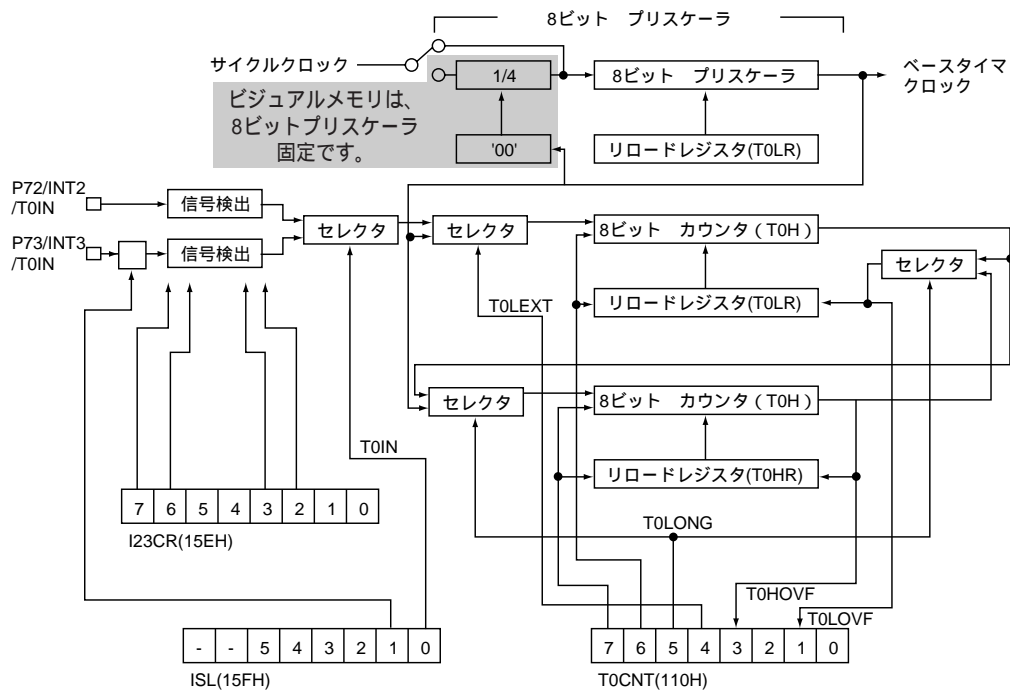 8ビット プリスケーラ
サイクルクロック
1/4
8ビット プリスケーラ
ベースタイマ
クロック
ビジュアルメモリは、
8ビットプリスケーラ
固定です。
'00'
リロードレジスタ(T0LR)
P72/INT2
/T0IN
信号検出
セレクタ
セレクタ
8ビット カウンタ(T0H)
P73/INT3
/T0IN
信号検出
セレクタ
T0LEXT
リロードレジスタ(T0LR)
セレクタ
8ビット カウンタ(T0H)
T0IN
リロードレジスタ(T0HR)
7 6 5 4 3 2 1 0
I23CR(15EH)
T0LONG
T0HOVF
T0LOVF
- - 5 4 3 2 1 0
ISL(15FH)
7 6 5 4 3 2 1 0
T0CNT(110H)